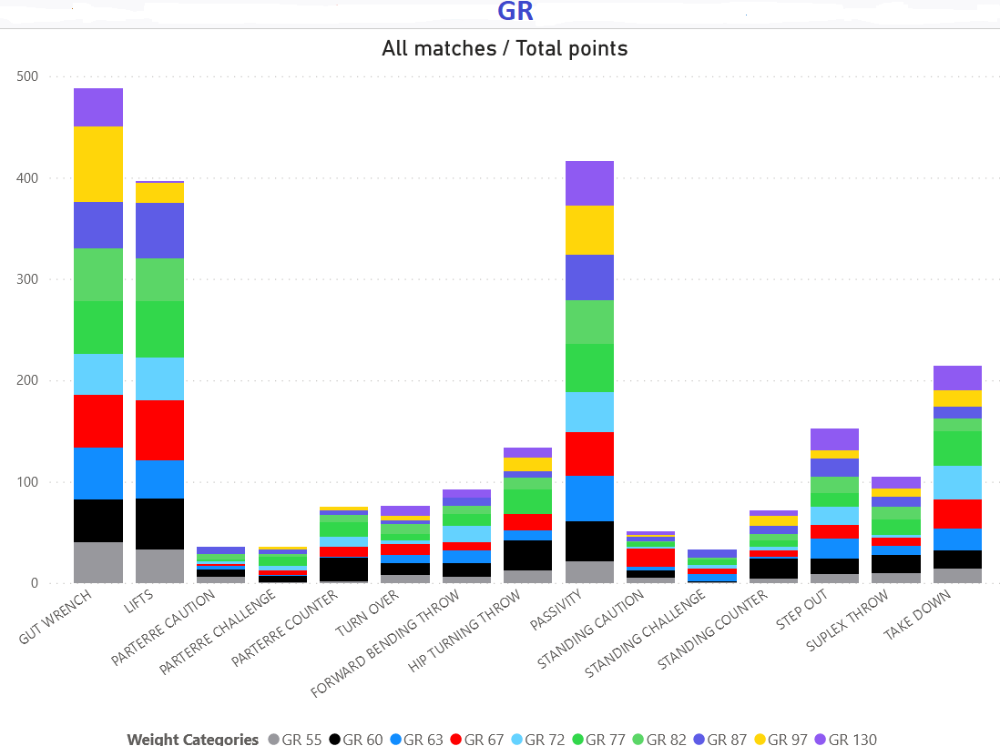 GR
All matches / Total points
500
400
300
200
100
0
GUT WRENCH
LIFTS
PARTERRE CAUTION
PARTERRE CHALLENGE
PARTERRE COUNTER
TURN OVER
FORWARD BENDING THROW
HIP TURNING THROW
PASSIVITY
STANDING CAUTION
STANDING CHALLENGE
STANDING COUNTER
STEP OUT
SUPLEX THROW
TAKE DOWN
Weight Categories GR 55 GR 60 GR 63 GR 67 GR 72 GR 77 GR 82 GR 87 GR 97 GR 130